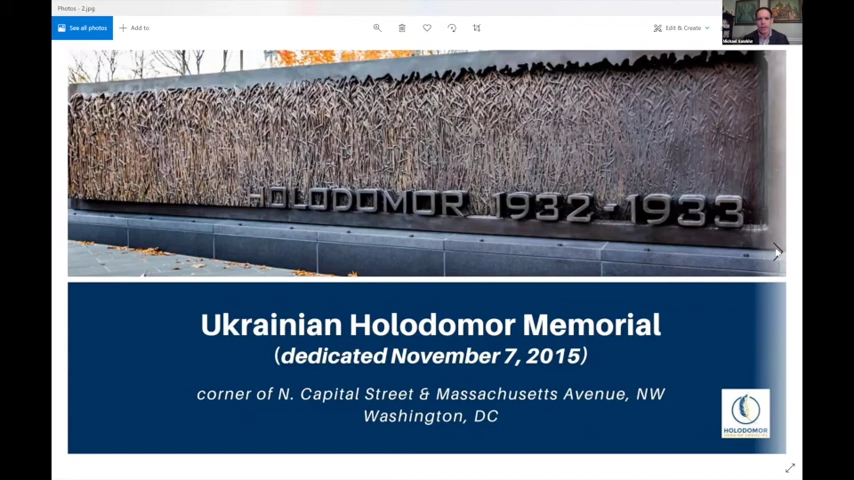 Photos - 2.jpg
See all photos
Add to
Edit & Create
HOLODOMOR 1932-1933
Ukrainian Holodomor Memorial
(dedicated November 7, 2015)
corner of N. Capital Street & Massachusetts Avenue, NW
Washington, DC
HOLODOMOR